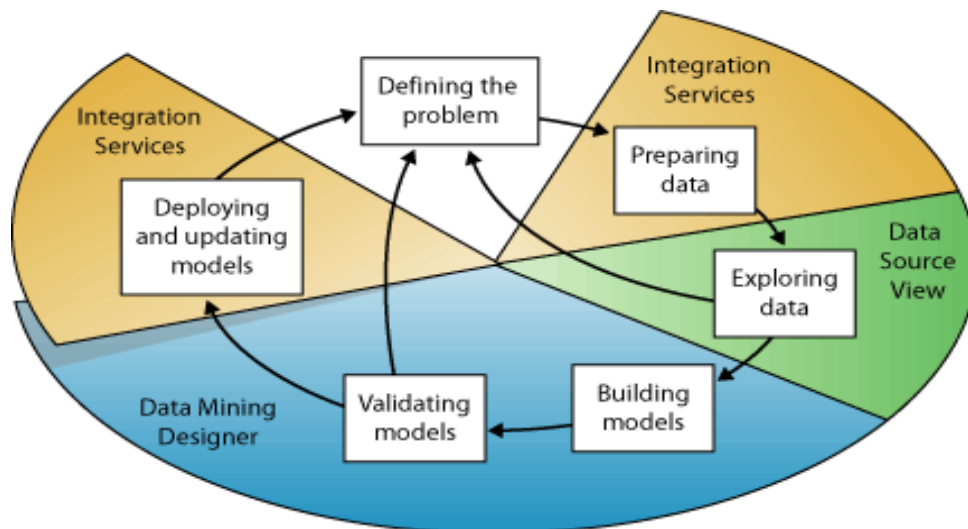 Defining the
problem
Integration
Services
Preparing
data
Data
Source
View
Exploring
data
Building
models
Validating
models
Data Mining
Designer
Deploying
and updating
models
Integration
Services